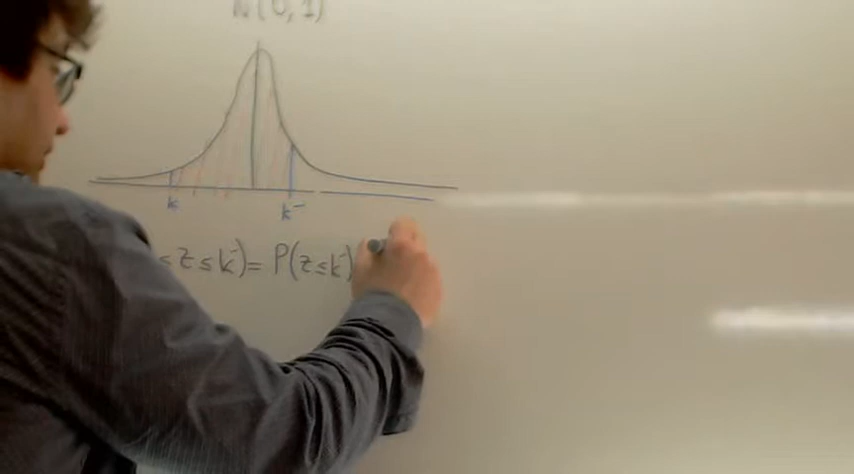 N(0,1)
k k⁻
≤ z ≤ k⁻) = P(z ≤ k⁻)